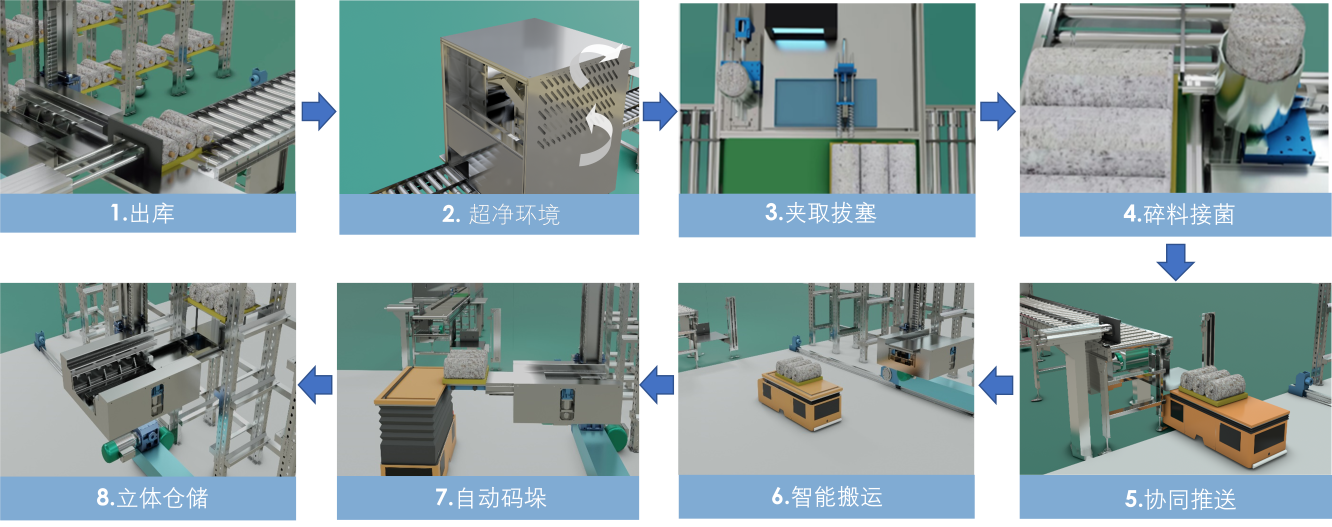 1.出库
2. 超净环境
3.夹取拔塞
4.碎料接菌
5.协同推送
6.智能搬运
7.自动码垛
8.立体仓储